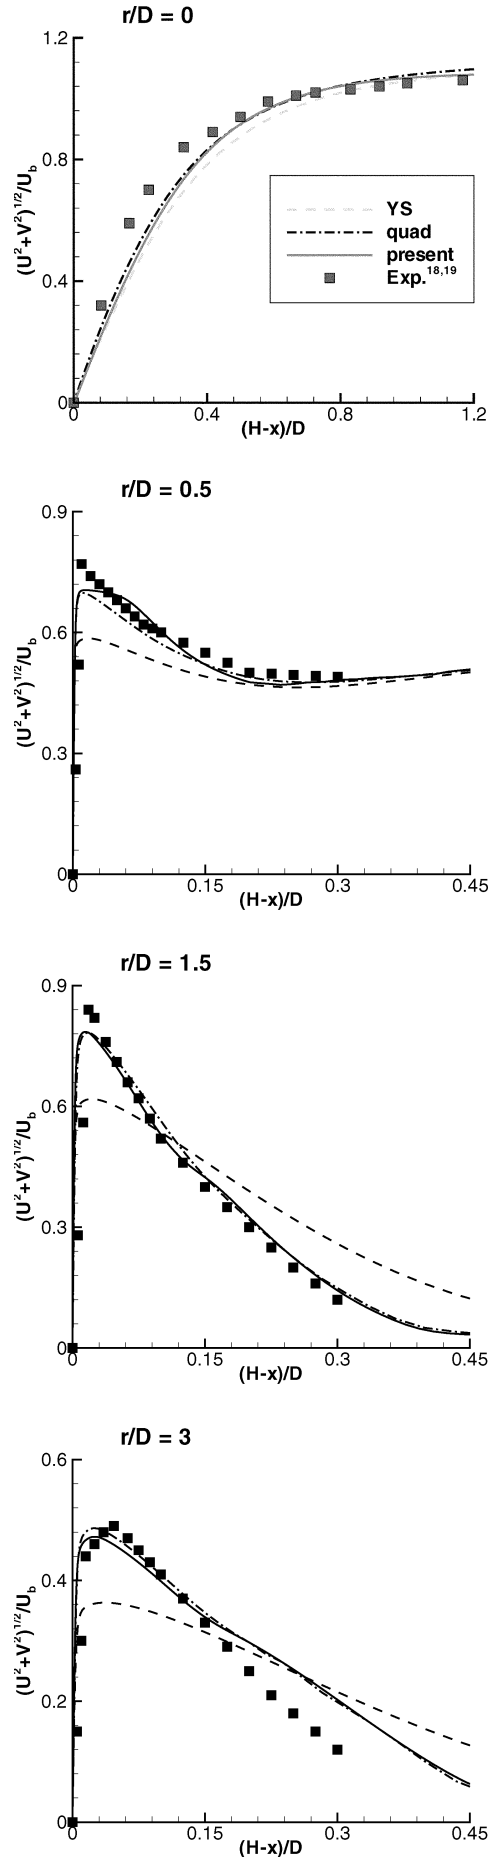 r/D = 0
1.2
0.8
0.4
0
(U²+V²)¹/²/U_b
YS
quad
present
Exp.¹⁸,¹⁹
0 0.4 0.8 1.2
(H-x)/D
r/D = 0.5
0.9
0.6
0.3
0
(U²+V²)¹/²/U_b
0 0.15 0.3 0.45
(H-x)/D
r/D = 1.5
0.9
0.6
0.3
0
(U²+V²)¹/²/U_b
0 0.15 0.3 0.45
(H-x)/D
r/D = 3
0.6
0.4
0.2
0
(U²+V²)¹/²/U_b
0 0.15 0.3 0.45
(H-x)/D